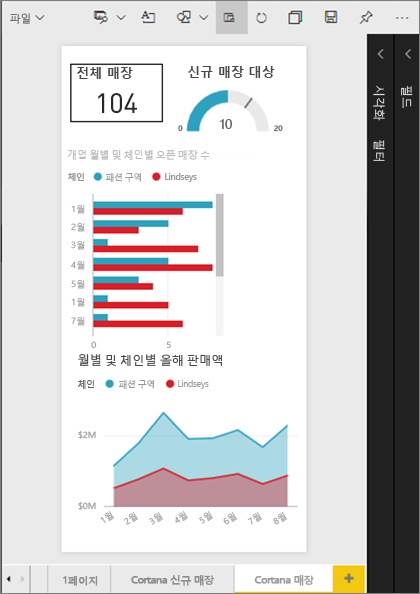 파일
필드
시각화
필터
전체 매장
104
신규 매장 대상
0
10
20
개업 월별 및 체인별 오픈 매장 수
체인 패션 구역 Lindseys
1월
2월
3월
4월
5월
1월
7월
0 5
월별 및 체인별 올해 판매액
체인 패션 구역 Lindseys
$2M
$0M
1월 2월 3월 4월 5월 6월 7월 8월
1페이지 Cortana 신규 매장 Cortana 매장 +